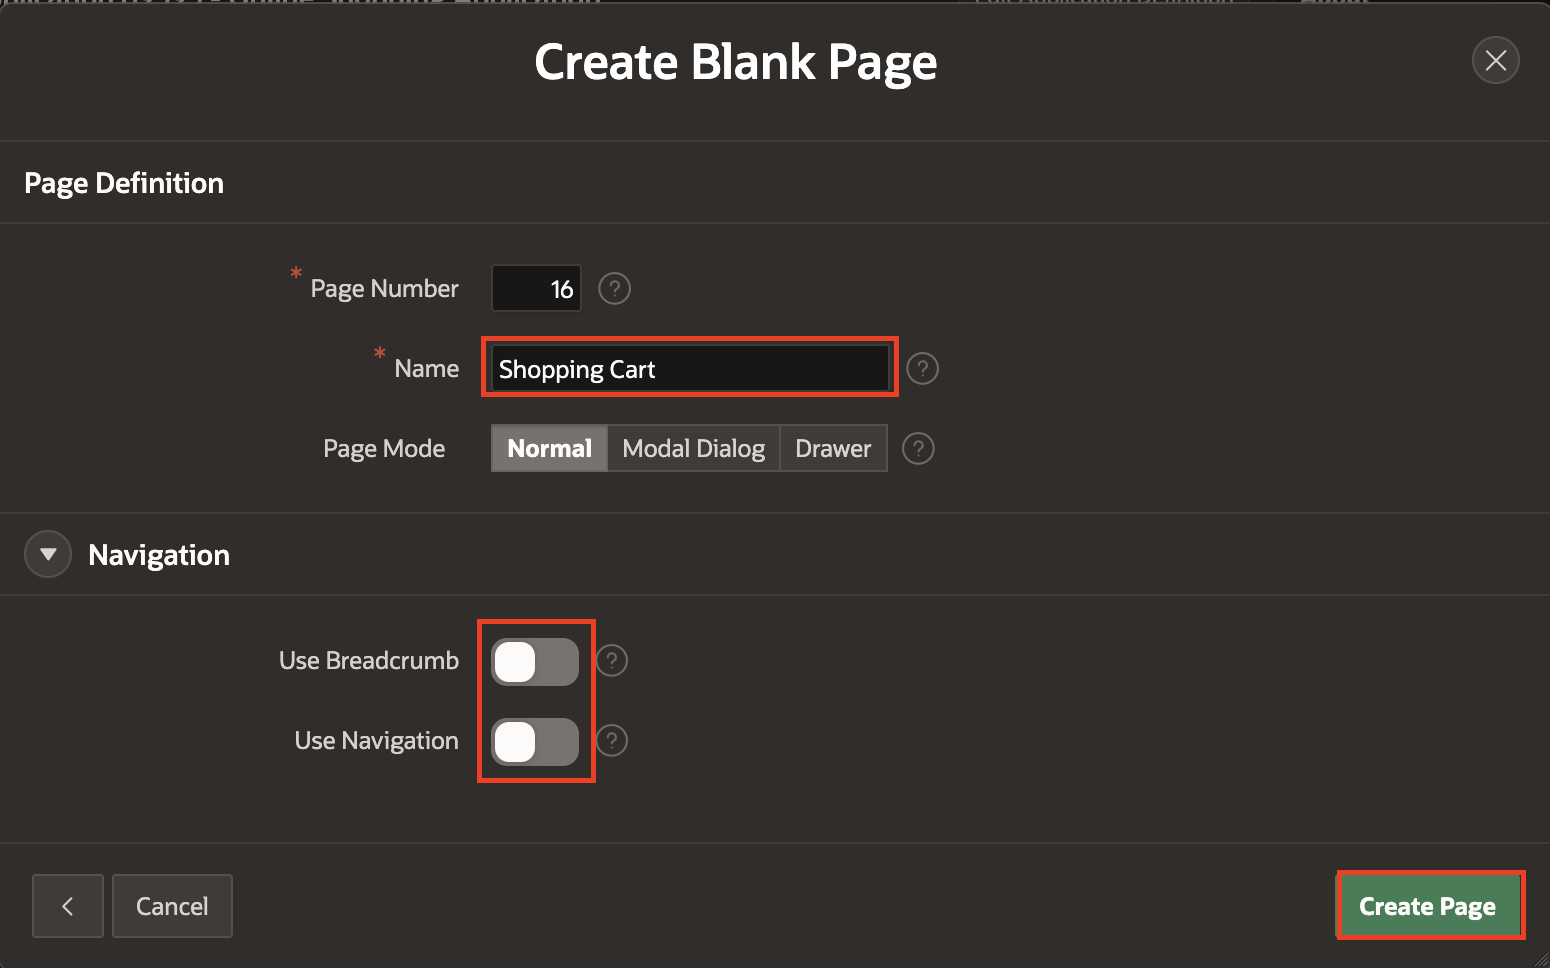 Create Blank Page
Page Definition
* Page Number 16 ?
* Name Shopping Cart ?
Page Mode Normal Modal Dialog Drawer ?
Navigation
Use Breadcrumb ?
Use Navigation ?
Cancel Create Page